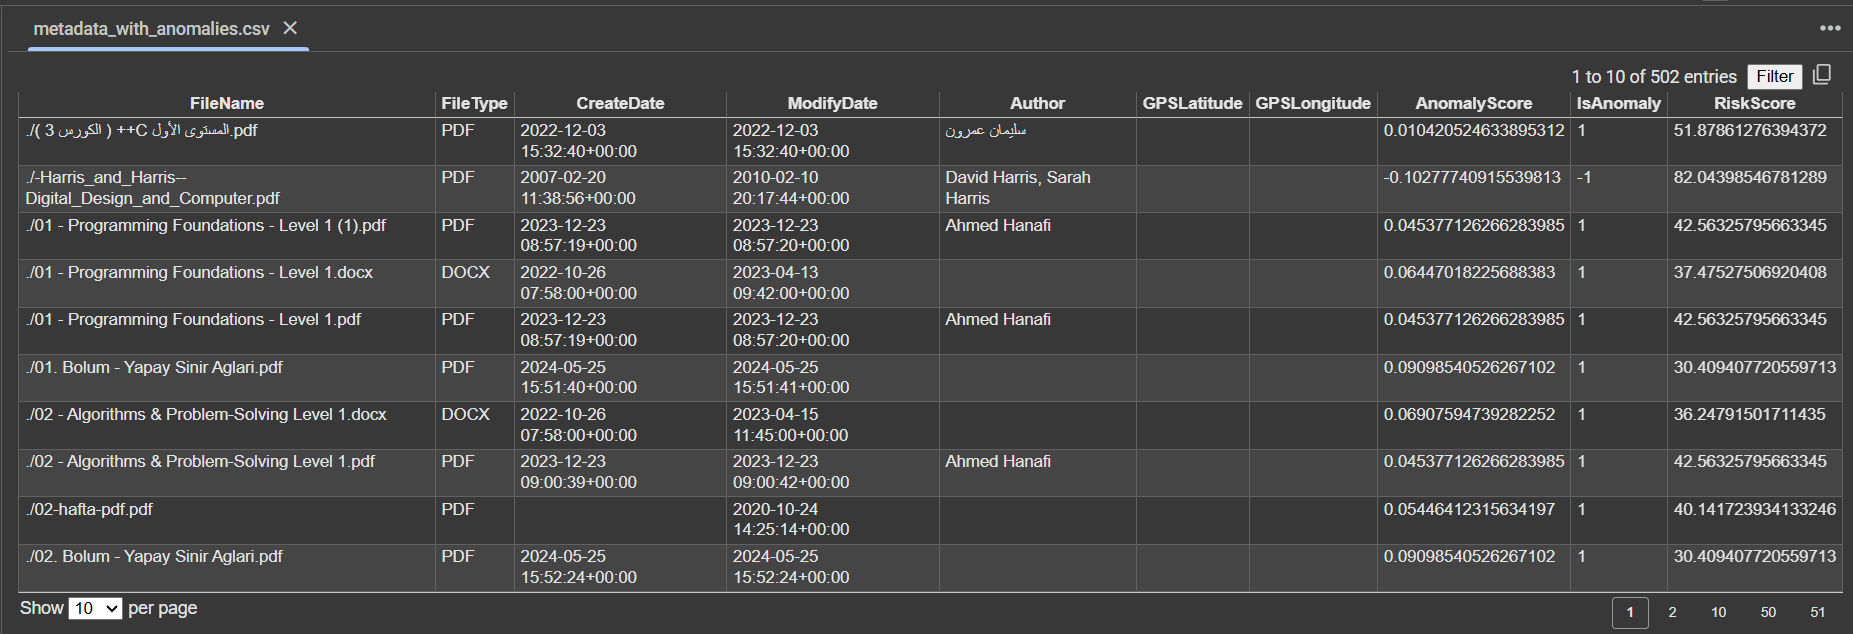 metadata_with_anomalies.csv
1 to 10 of 502 entries Filter
FileName FileType CreateDate ModifyDate Author GPSLatitude GPSLongitude AnomalyScore IsAnomaly RiskScore
./المستوى الأول C++ ( الكورس 3 ).pdf PDF 2022-12-03 2022-12-03 سليمان عمرون 0.010420524633895312 1 51.87861276394372
15:32:40+00:00 15:32:40+00:00
./-Harris_and_Harris-- PDF 2007-02-20 2010-02-10 David Harris, Sarah -0.10277740915539813 -1 82.04398546781289
Digital_Design_and_Computer.pdf 11:38:56+00:00 20:17:44+00:00 Harris
./01 - Programming Foundations - Level 1 (1).pdf PDF 2023-12-23 2023-12-23 Ahmed Hanafi 0.045377126266283985 1 42.56325795663345
08:57:19+00:00 08:57:20+00:00
./01 - Programming Foundations - Level 1.docx DOCX 2022-10-26 2023-04-13 0.06447018225688383 1 37.47527506920408
07:58:00+00:00 09:42:00+00:00
./01 - Programming Foundations - Level 1.pdf PDF 2023-12-23 2023-12-23 Ahmed Hanafi 0.045377126266283985 1 42.56325795663345
08:57:19+00:00 08:57:20+00:00
./01. Bolum - Yapay Sinir Aglari.pdf PDF 2024-05-25 2024-05-25 0.09098540526267102 1 30.409407720559713
15:51:40+00:00 15:51:41+00:00
./02 - Algorithms & Problem-Solving Level 1.docx DOCX 2022-10-26 2023-04-15 0.06907594739282252 1 36.24791501711435
07:58:00+00:00 11:45:00+00:00
./02 - Algorithms & Problem-Solving Level 1.pdf PDF 2023-12-23 2023-12-23 Ahmed Hanafi 0.045377126266283985 1 42.56325795663345
09:00:39+00:00 09:00:42+00:00
./02-hafta-pdf.pdf PDF 2020-10-24 0.05446412315634197 1 40.141723934133246
14:25:14+00:00
./02. Bolum - Yapay Sinir Aglari.pdf PDF 2024-05-25 2024-05-25 0.09098540526267102 1 30.409407720559713
15:52:24+00:00 15:52:24+00:00
Show 10 per page 1 2 10 50 51